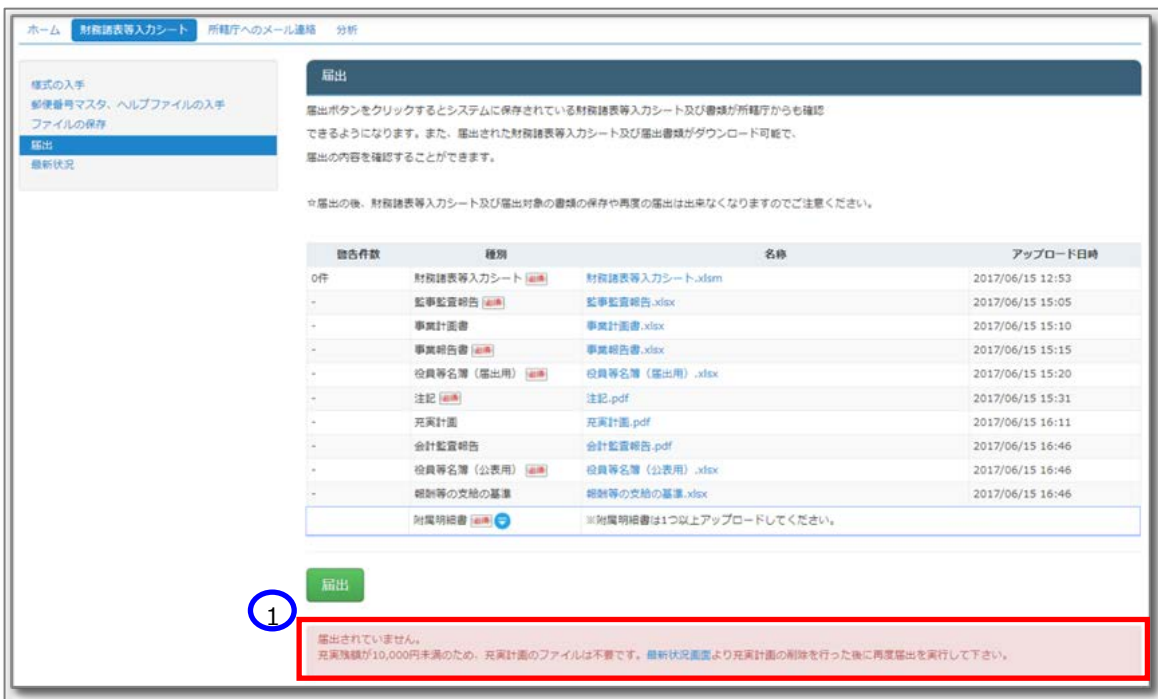 ホーム 財務諸表等入力シート 所轄庁へのメール連絡 分析
様式の入手
郵便番号マスタ、ヘルプファイルの入手
ファイルの保存
届出
最新状況
届出
届出ボタンをクリックするとシステムに保存されている財務諸表等入力シート及び書類が所轄庁からも確認
できるようになります。また、届出された財務諸表等入力シート及び届出書類がダウンロード可能で、
届出の内容を確認することができます。
☆届出の後、財務諸表等入力シート及び届出対象の書類の保存や再度の届出は出来なくなりますのでご注意ください。
警告件数 種別 名称 アップロード日時
0件 財務諸表等入力シート 必須 財務諸表等入力シート.xlsm 2017/06/15 12:53
- 監事監査報告 必須 監事監査報告.xlsx 2017/06/15 15:05
- 事業計画書 事業計画書.xlsx 2017/06/15 15:10
- 事業報告書 必須 事業報告書.xlsx 2017/06/15 15:15
- 役員等名簿（届出用） 必須 役員等名簿（届出用）.xlsx 2017/06/15 15:20
- 注記 必須 注記.pdf 2017/06/15 15:31
- 充実計画 充実計画.pdf 2017/06/15 16:11
- 会計監査報告 会計監査報告.pdf 2017/06/15 16:46
- 役員等名簿（公表用） 必須 役員等名簿（公表用）.xlsx 2017/06/15 16:46
- 報酬等の支給の基準 報酬等の支給の基準.xlsx 2017/06/15 16:46
附属明細書 必須 ※附属明細書は1つ以上アップロードしてください。
届出
1
届出されていません。
充実残額が10,000円未満のため、充実計画のファイルは不要です。最新状況画面より充実計画の削除を行った後に再度届出を実行して下さい。